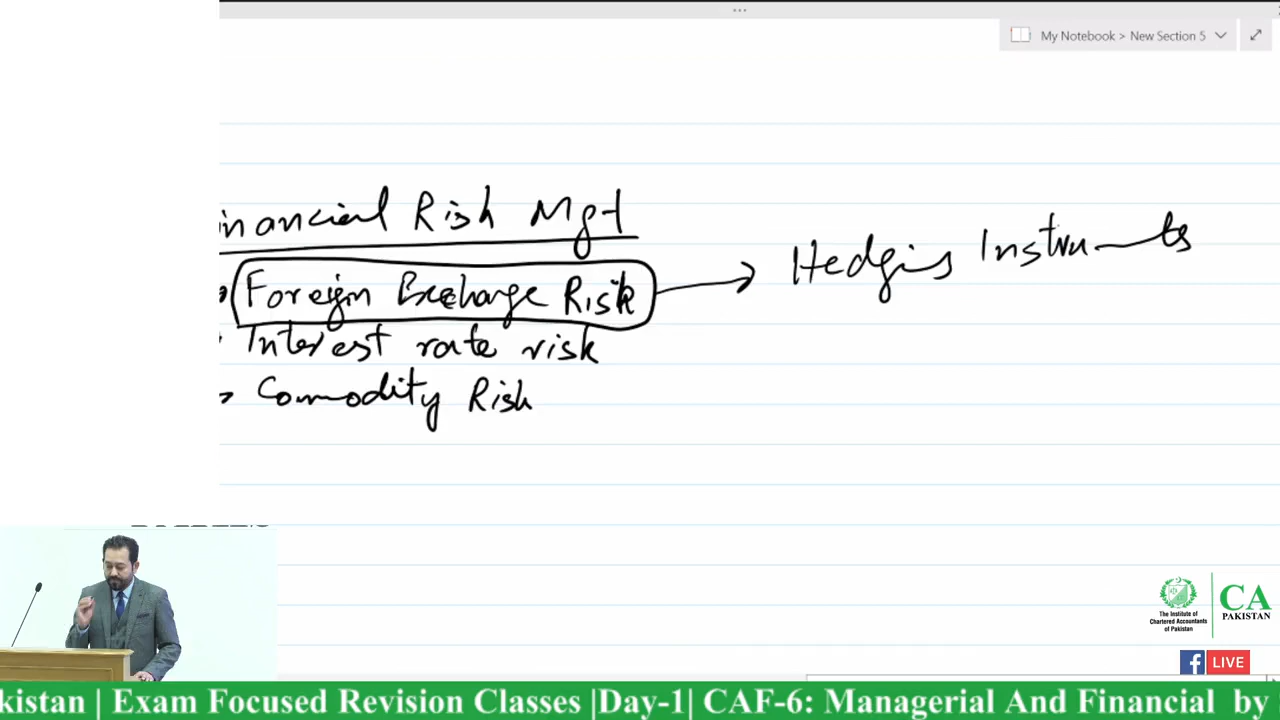 My Notebook > New Section 5
inancial Risk Mgt
Foreign Exchange Risk
Hedging Instru—ts
Interest rate risk
Commodity Risk
The Institute of
Chartered Accountants
of Pakistan
CA
PAKISTAN
f LIVE
kistan | Exam Focused Revision Classes |Day-1| CAF-6: Managerial And Financial by